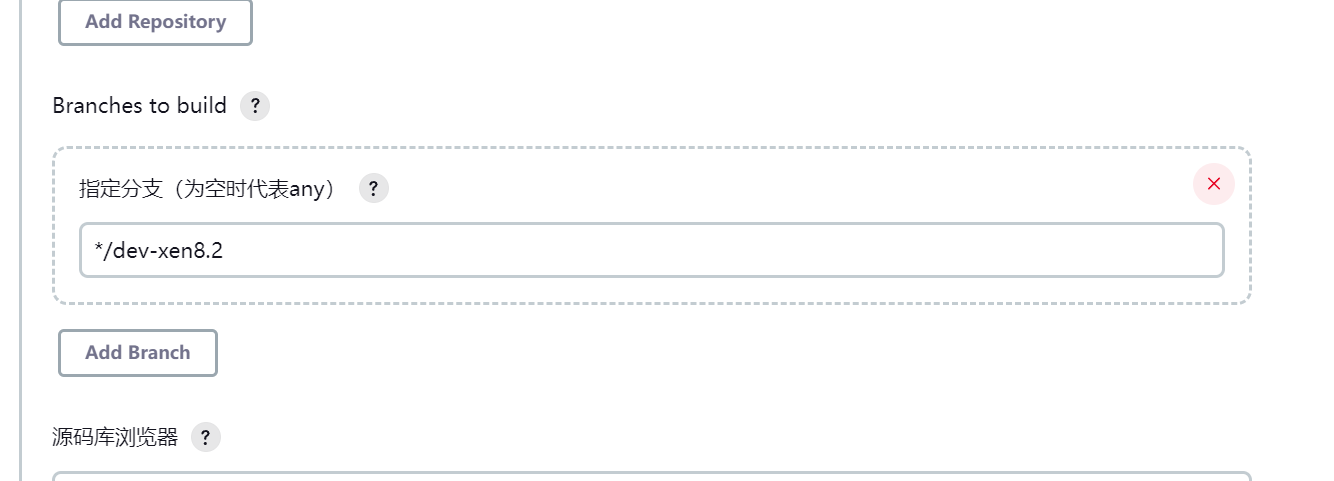 Add Repository
Branches to build ?
指定分支（为空时代表any） ?
*/dev-xen8.2
Add Branch
源码库浏览器 ?